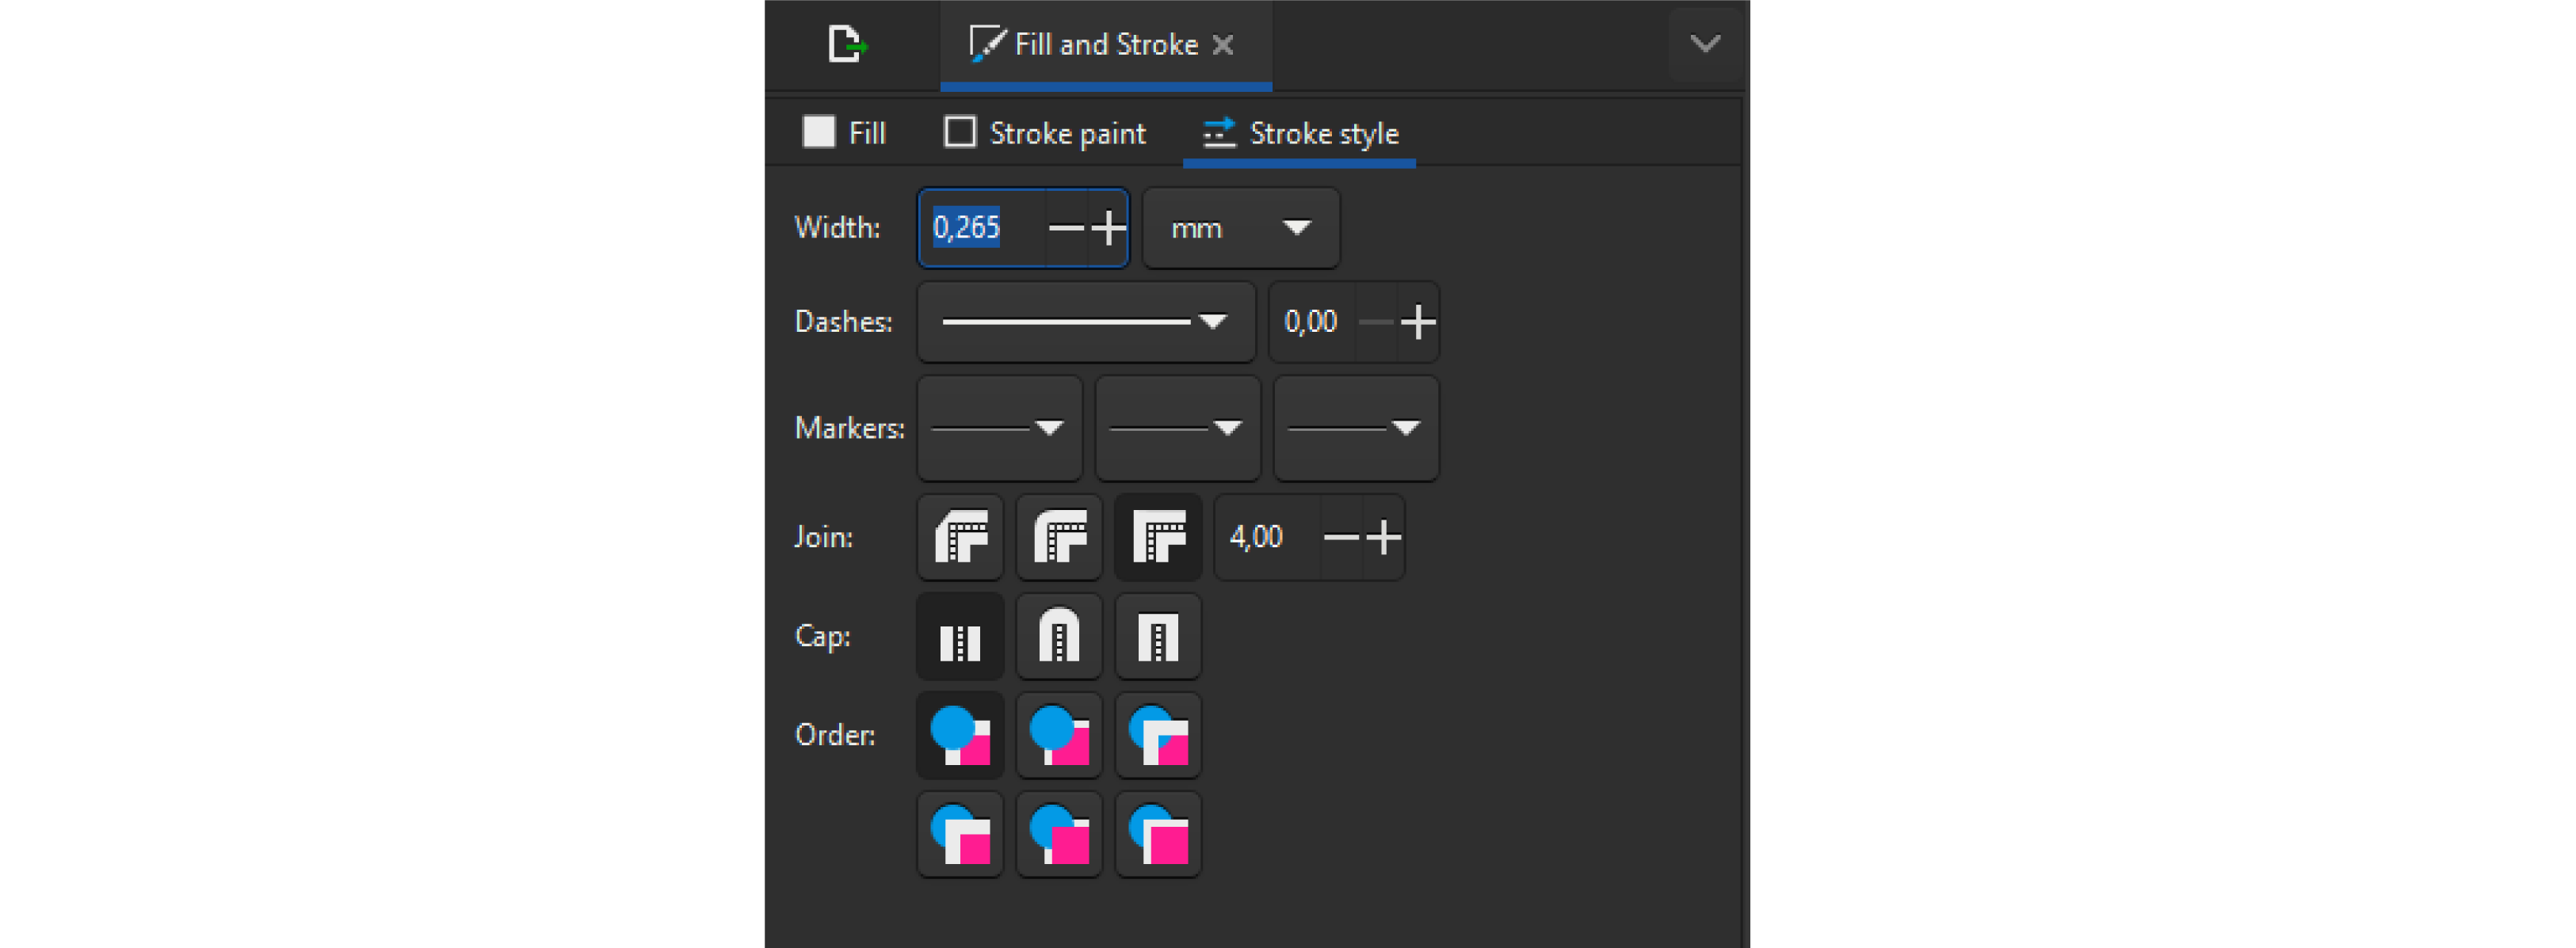 Fill and Stroke
Fill Stroke paint Stroke style
Width: 0,265 mm
Dashes: 0,00
Markers:
Join: 4,00
Cap:
Order: